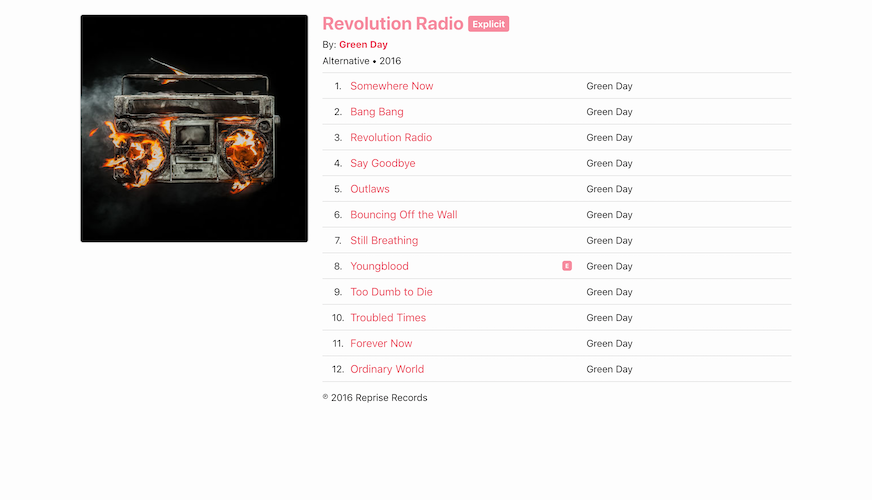 Revolution Radio Explicit
By: Green Day
Alternative • 2016
1. Somewhere Now Green Day
2. Bang Bang Green Day
3. Revolution Radio Green Day
4. Say Goodbye Green Day
5. Outlaws Green Day
6. Bouncing Off the Wall Green Day
7. Still Breathing Green Day
8. Youngblood E Green Day
9. Too Dumb to Die Green Day
10. Troubled Times Green Day
11. Forever Now Green Day
12. Ordinary World Green Day
℗ 2016 Reprise Records